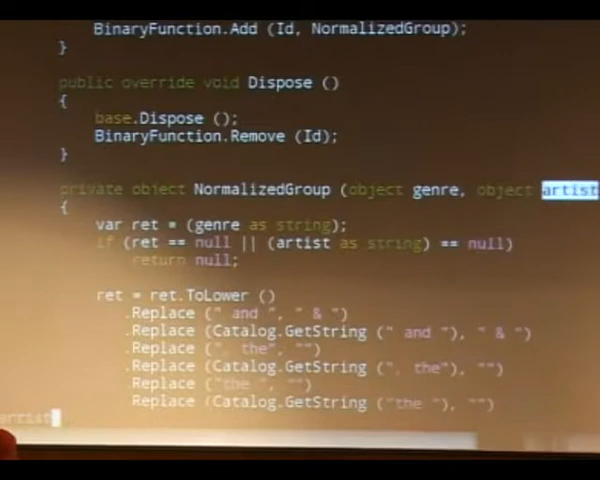 BinaryFunction.Add (Id, NormalizedGroup);
}
public override void Dispose ()
{
base.Dispose ();
BinaryFunction.Remove (Id);
}
private object NormalizedGroup (object genre, object artist
{
var ret = (genre as string);
if (ret == null || (artist as string) == null)
return null;
ret = ret.ToLower ()
.Replace (" and ", " & ")
.Replace (Catalog.GetString (" and "), " & ")
.Replace (", the", "")
.Replace (Catalog.GetString (", the"), "")
.Replace ("the ", "")
.Replace (Catalog.GetString ("the "), "")
artist